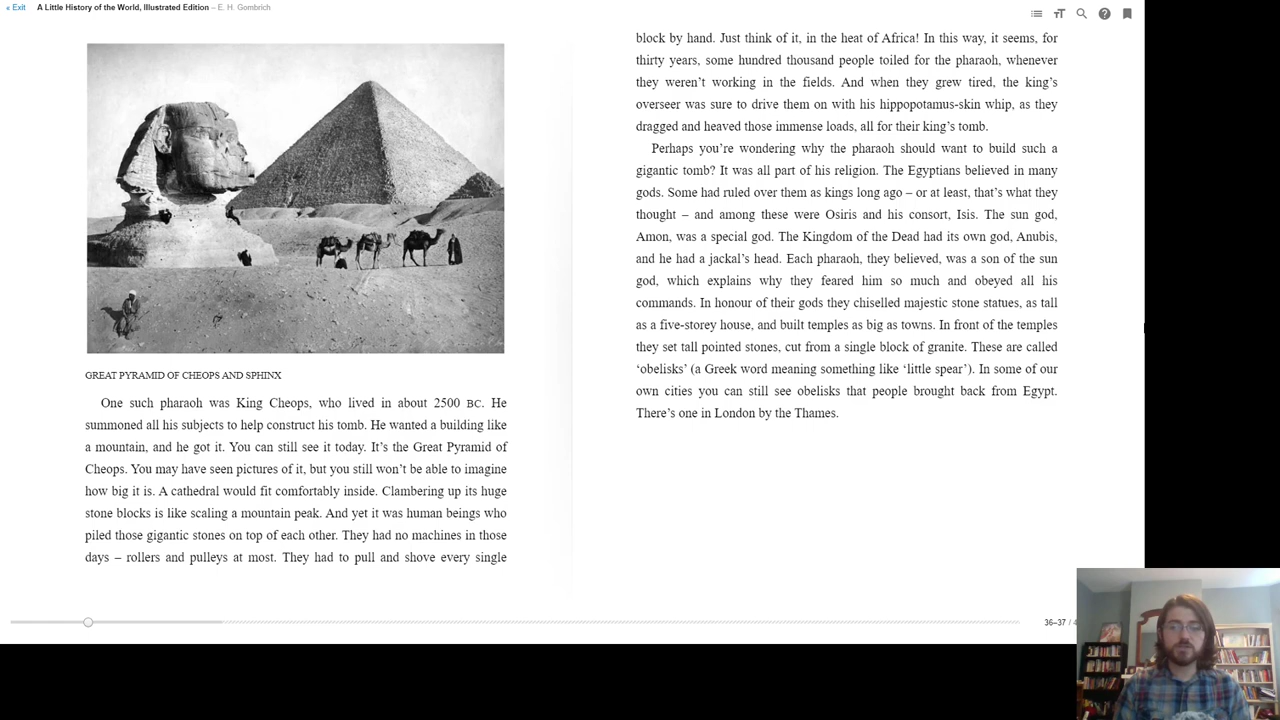 « Exit A Little History of the World, Illustrated Edition – E. H. Gombrich
GREAT PYRAMID OF CHEOPS AND SPHINX
One such pharaoh was King Cheops, who lived in about 2500 BC. He
summoned all his subjects to help construct his tomb. He wanted a building like
a mountain, and he got it. You can still see it today. It’s the Great Pyramid of
Cheops. You may have seen pictures of it, but you still won’t be able to imagine
how big it is. A cathedral would fit comfortably inside. Clambering up its huge
stone blocks is like scaling a mountain peak. And yet it was human beings who
piled those gigantic stones on top of each other. They had no machines in those
days – rollers and pulleys at most. They had to pull and shove every single
block by hand. Just think of it, in the heat of Africa! In this way, it seems, for
thirty years, some hundred thousand people toiled for the pharaoh, whenever
they weren’t working in the fields. And when they grew tired, the king’s
overseer was sure to drive them on with his hippopotamus-skin whip, as they
dragged and heaved those immense loads, all for their king’s tomb.
Perhaps you’re wondering why the pharaoh should want to build such a
gigantic tomb? It was all part of his religion. The Egyptians believed in many
gods. Some had ruled over them as kings long ago – or at least, that’s what they
thought – and among these were Osiris and his consort, Isis. The sun god,
Amon, was a special god. The Kingdom of the Dead had its own god, Anubis,
and he had a jackal’s head. Each pharaoh, they believed, was a son of the sun
god, which explains why they feared him so much and obeyed all his
commands. In honour of their gods they chiselled majestic stone statues, as tall
as a five-storey house, and built temples as big as towns. In front of the temples
they set tall pointed stones, cut from a single block of granite. These are called
‘obelisks’ (a Greek word meaning something like ‘little spear’). In some of our
own cities you can still see obelisks that people brought back from Egypt.
There’s one in London by the Thames.
36–37 /